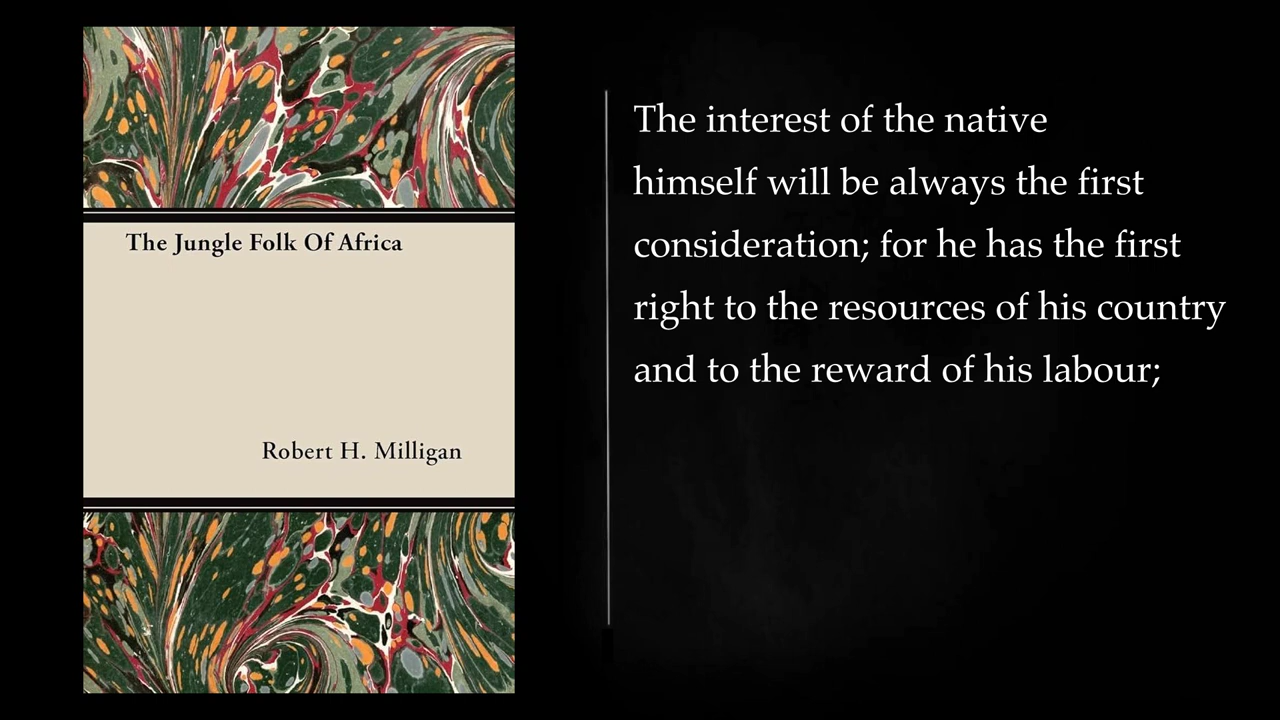 The Jungle Folk Of Africa
Robert H. Milligan
The interest of the native
himself will be always the first
consideration; for he has the first
right to the resources of his country
and to the reward of his labour;